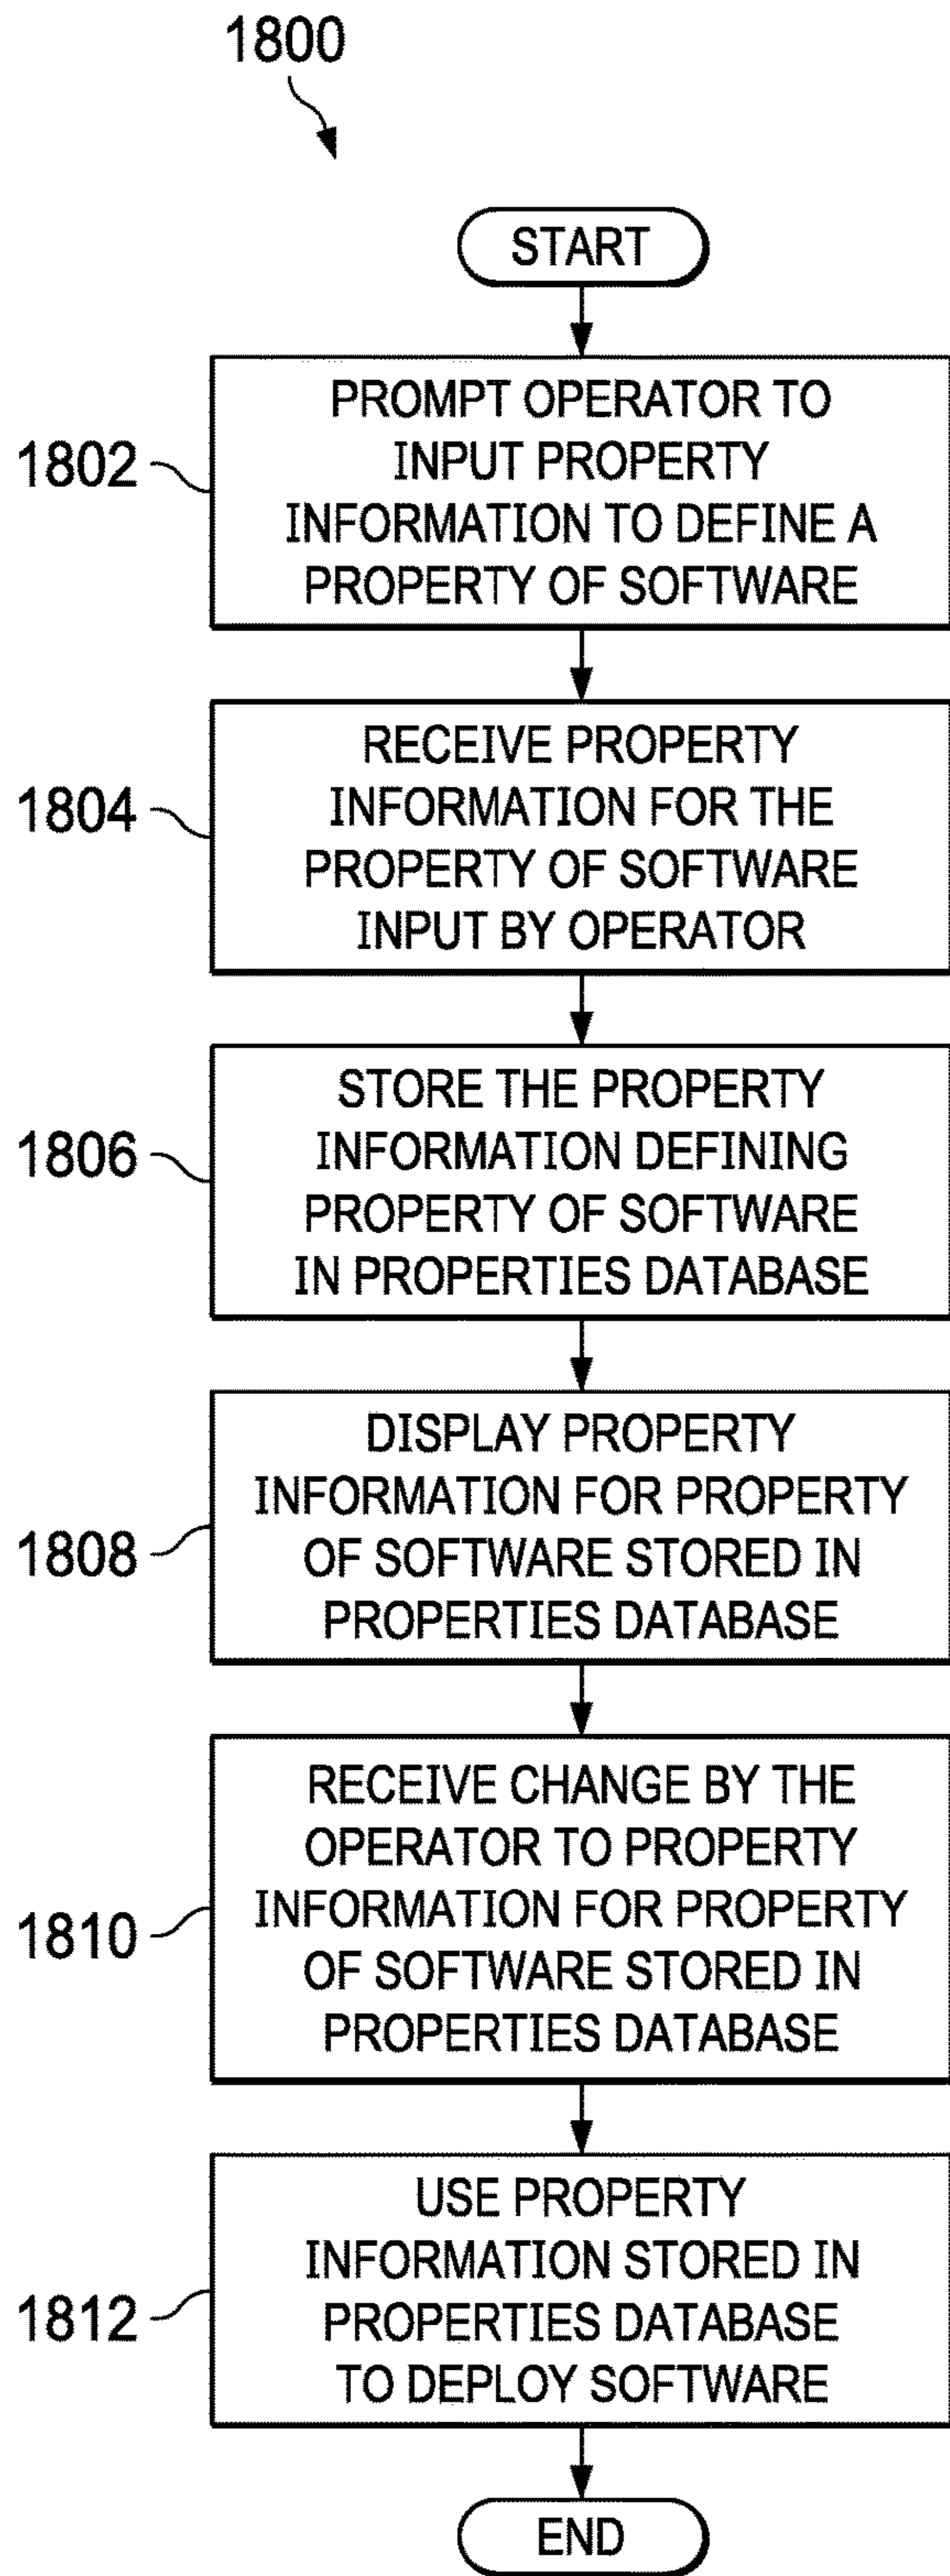 1800
START
1802
PROMPT OPERATOR TO
INPUT PROPERTY
INFORMATION TO DEFINE A
PROPERTY OF SOFTWARE
1804
RECEIVE PROPERTY
INFORMATION FOR THE
PROPERTY OF SOFTWARE
INPUT BY OPERATOR
1806
STORE THE PROPERTY
INFORMATION DEFINING
PROPERTY OF SOFTWARE
IN PROPERTIES DATABASE
1808
DISPLAY PROPERTY
INFORMATION FOR PROPERTY
OF SOFTWARE STORED IN
PROPERTIES DATABASE
1810
RECEIVE CHANGE BY THE
OPERATOR TO PROPERTY
INFORMATION FOR PROPERTY
OF SOFTWARE STORED IN
PROPERTIES DATABASE
1812
USE PROPERTY
INFORMATION STORED IN
PROPERTIES DATABASE
TO DEPLOY SOFTWARE
END